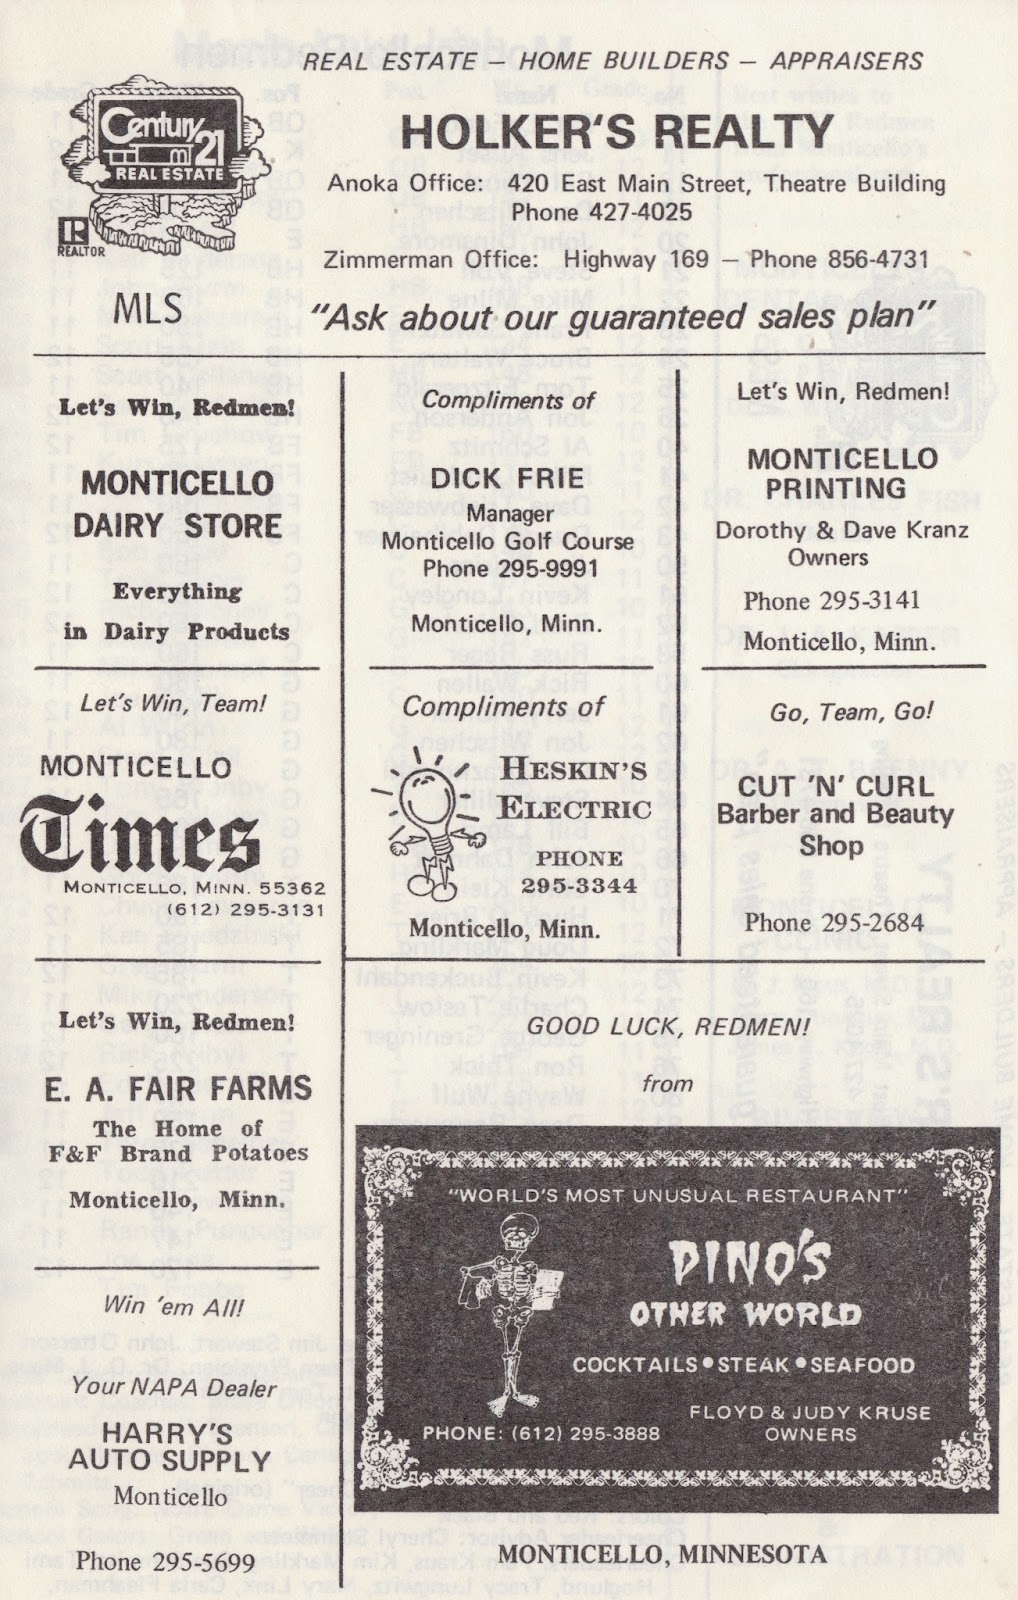 REAL ESTATE – HOME BUILDERS – APPRAISERS
Century 21
REAL ESTATE
R
REALTOR
MLS
HOLKER'S REALTY
Anoka Office: 420 East Main Street, Theatre Building
Phone 427-4025
Zimmerman Office: Highway 169 – Phone 856-4731
"Ask about our guaranteed sales plan"
Let's Win, Redmen!
MONTICELLO
DAIRY STORE
Everything
in Dairy Products
Compliments of
DICK FRIE
Manager
Monticello Golf Course
Phone 295-9991
Monticello, Minn.
Let's Win, Redmen!
MONTICELLO
PRINTING
Dorothy & Dave Kranz
Owners
Phone 295-3141
Monticello, Minn.
Let's Win, Team!
MONTICELLO
Times
MONTICELLO, MINN. 55362
(612) 295-3131
Compliments of
HESKIN'S
ELECTRIC
PHONE
295-3344
Monticello, Minn.
Go, Team, Go!
CUT 'N' CURL
Barber and Beauty
Shop
Phone 295-2684
Let's Win, Redmen!
E. A. FAIR FARMS
The Home of
F&F Brand Potatoes
Monticello, Minn.
Win 'em All!
Your NAPA Dealer
HARRY'S
AUTO SUPPLY
Monticello
Phone 295-5699
GOOD LUCK, REDMEN!
from
"WORLD'S MOST UNUSUAL RESTAURANT"
DINO'S
OTHER WORLD
COCKTAILS • STEAK • SEAFOOD
FLOYD & JUDY KRUSE
OWNERS
PHONE: (612) 295-3888
MONTICELLO, MINNESOTA